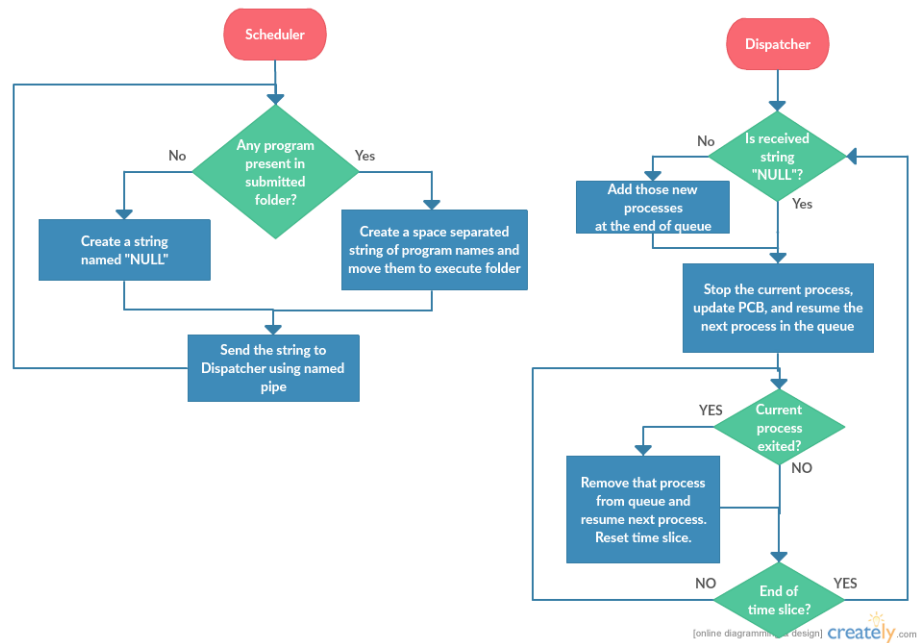 Scheduler
Any program
present in
submitted
folder?
No
Yes
Create a string
named "NULL"
Create a space separated
string of program names and
move them to execute folder
Send the string to
Dispatcher using named
pipe
Dispatcher
Is received
string
"NULL"?
No
Yes
Add those new
processes
at the end of queue
Stop the current process,
update PCB, and resume the
next process in the queue
Current
process
exited?
YES
NO
Remove that process
from queue and
resume next process.
Reset time slice.
End of
time slice?
NO
YES
[online diagramming & design]
creately.com